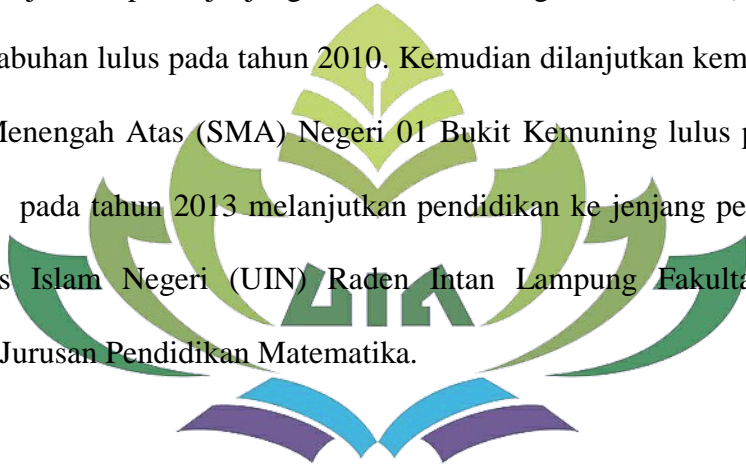 abuhan lulus pada tahun 2010. Kemudian dilanjutkan kem
Menengah Atas (SMA) Negeri 01 Bukit Kemuning lulus p
pada tahun 2013 melanjutkan pendidikan ke jenjang pe
s Islam Negeri (UIN) Raden Intan Lampung Fakulta
UIN
Jurusan Pendidikan Matematika.